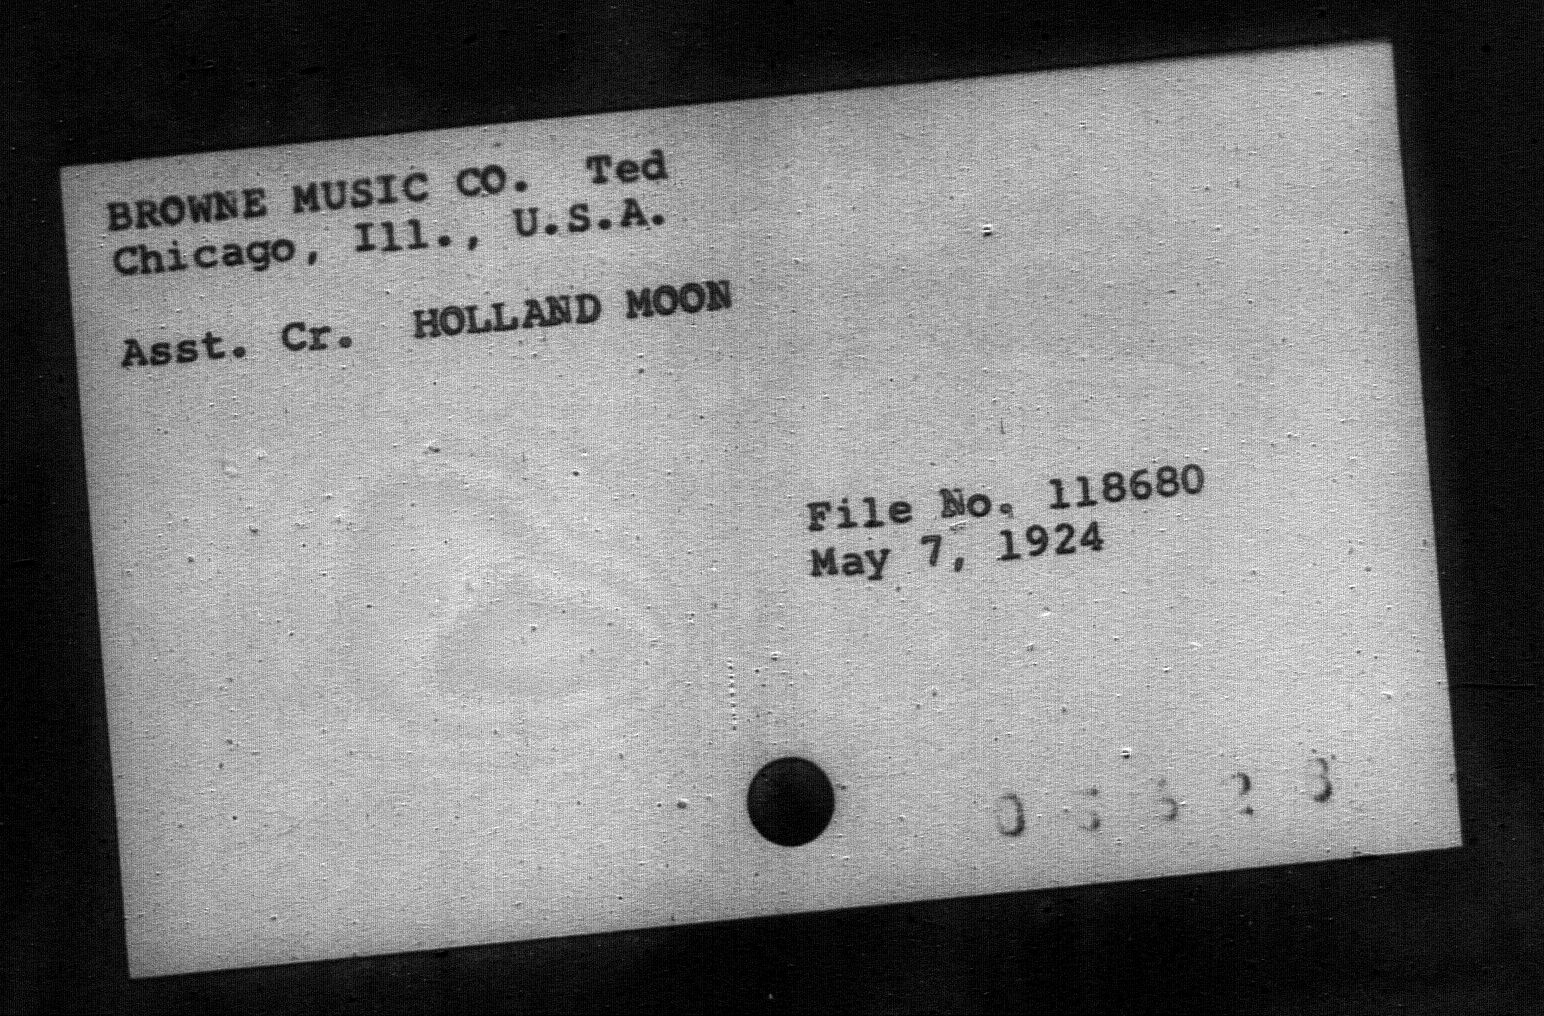 BROWNE MUSIC CO.  Ted
Chicago, Ill., U.S.A.
Asst. Cr.  HOLLAND MOON
File No. 118680
May 7, 1924